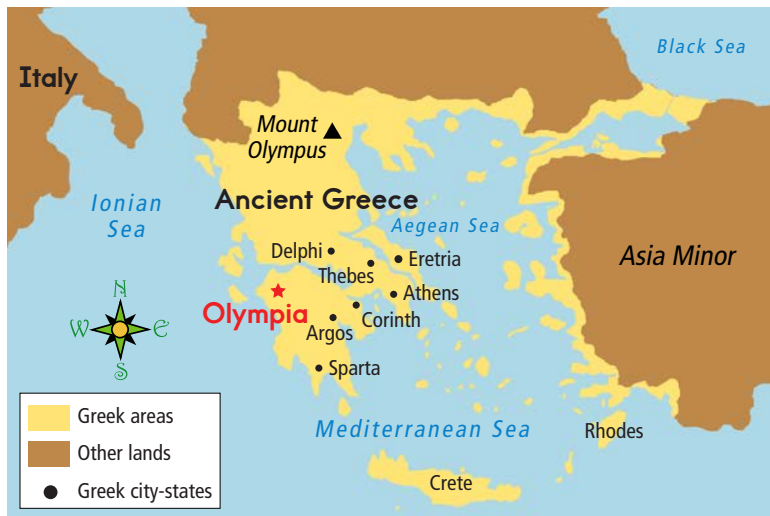 Black Sea
Italy
Mount
Olympus
Ancient Greece
Ionian
Sea
Aegean Sea
Delphi
Eretria
Thebes
Asia Minor
Athens
Olympia
Corinth
Argos
Sparta
N
W
E
S
Greek areas
Other lands
Greek city-states
Mediterranean Sea
Rhodes
Crete